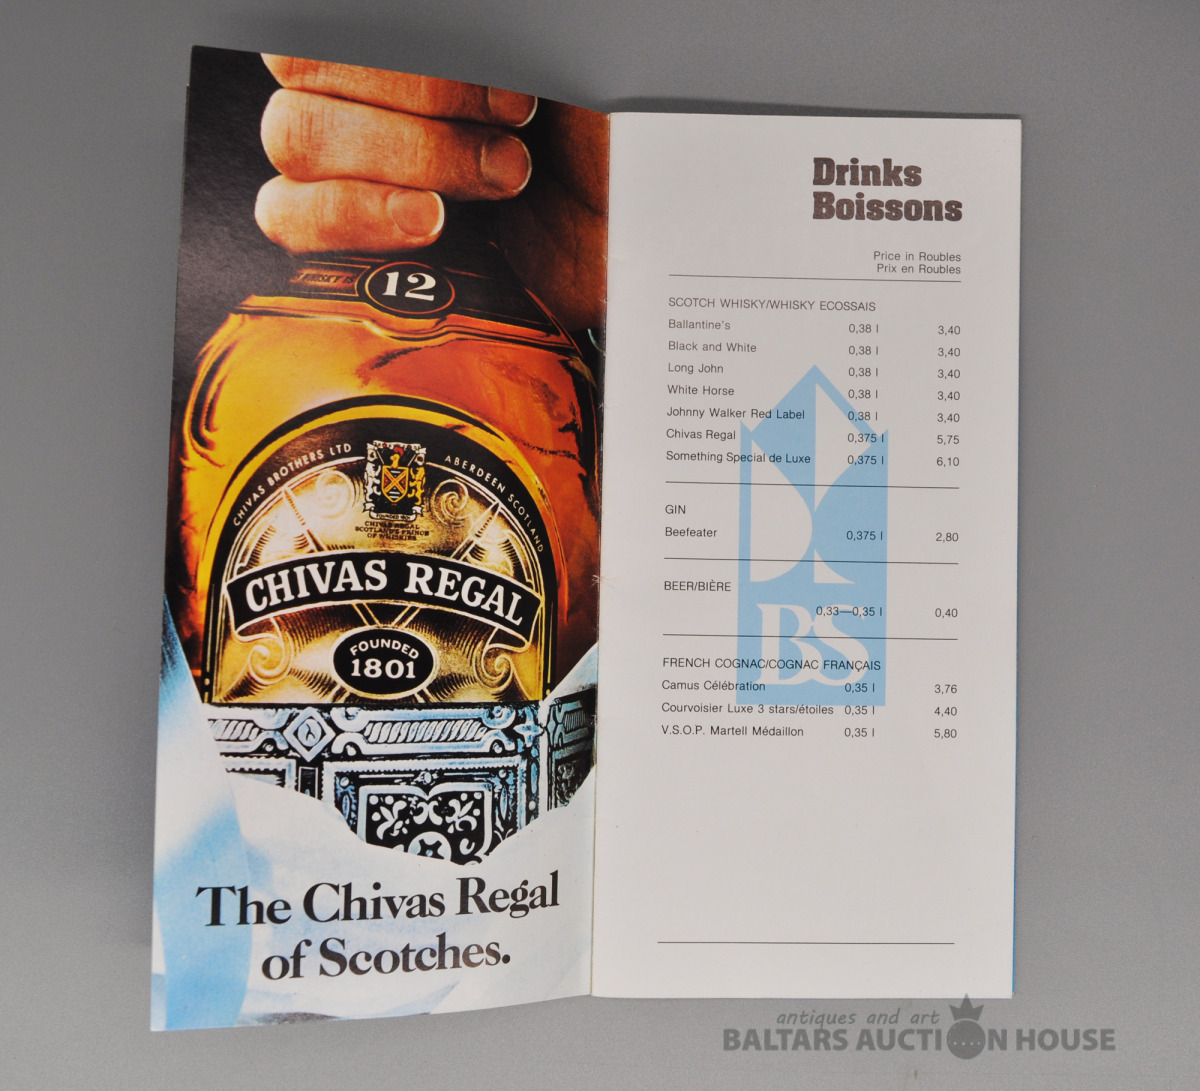 12
CHIVAS BROTHERS LTD
ABERDEEN SCOTLAND
CHIVAS REGAL
SCOTLAND'S PRINCE
OF WHISKIES
CHIVAS REGAL
FOUNDED
1801
The Chivas Regal
of Scotches.
Drinks
Boissons
Price in Roubles
Prix en Roubles
SCOTCH WHISKY/WHISKY ECOSSAIS
Ballantine's 0,38 l 3,40
Black and White 0,38 l 3,40
Long John 0,38 l 3,40
White Horse 0,38 l 3,40
Johnny Walker Red Label 0,38 l 3,40
Chivas Regal 0,375 l 5,75
Something Special de Luxe 0,375 l 6,10
GIN
Beefeater 0,375 l 2,80
BEER/BIÈRE
0,33—0,35 l 0,40
BS
FRENCH COGNAC/COGNAC FRANÇAIS
Camus Célébration 0,35 l 3,76
Courvoisier Luxe 3 stars/étoiles 0,35 l 4,40
V.S.O.P. Martell Médaillon 0,35 l 5,80
antiques and art
BALTARS AUCTION HOUSE